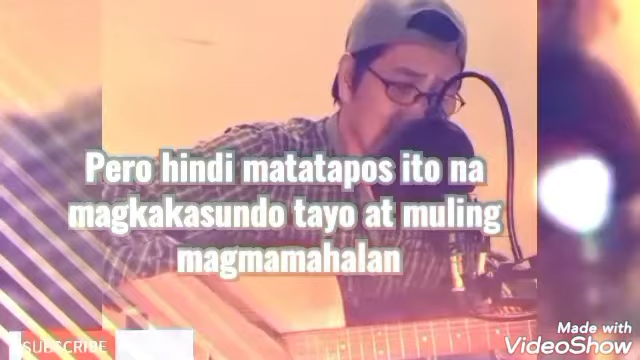 Pero hindi matatapos ito na
magkakasundo tayo at muling
magmamahalan
SUBSCRIBE
Made with
VideoShow